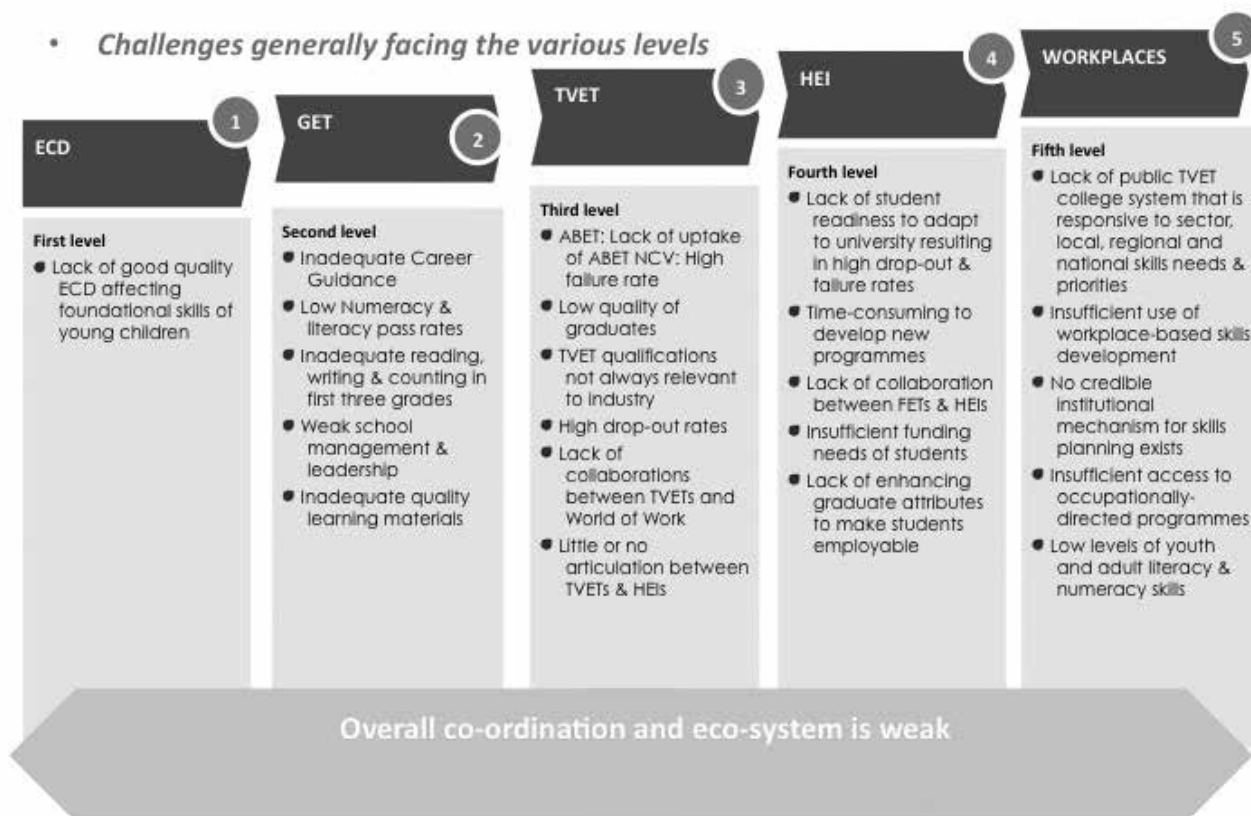 • Challenges generally facing the various levels
ECD
1
First level
Lack of good quality
ECD affecting
foundational skills of
young children
GET
2
Second level
Inadequate Career
Guidance
Low Numeracy &
literacy pass rates
Inadequate reading,
writing & counting in
first three grades
Weak school
management &
leadership
Inadequate quality
learning materials
TVET
3
Third level
ABET: Lack of uptake
of ABET NCV: High
failure rate
Low quality of
graduates
TVET qualifications
not always relevant
to industry
High drop-out rates
Lack of
collaborations
between TVETs and
World of Work
Little or no
articulation between
TVETs & HEIs
HEI
4
Fourth level
Lack of student
readiness to adapt
to university resulting
in high drop-out &
failure rates
Time-consuming to
develop new
programmes
Lack of collaboration
between FETs & HEIs
Insufficient funding
needs of students
Lack of enhancing
graduate attributes
to make students
employable
WORKPLACES
5
Fifth level
Lack of public TVET
college system that is
responsive to sector,
local, regional and
national skills needs &
priorities
Insufficient use of
workplace-based skills
development
No credible
institutional
mechanism for skills
planning exists
Insufficient access to
occupationally-
directed programmes
Low levels of youth
and adult literacy &
numeracy skills
Overall co-ordination and eco-system is weak